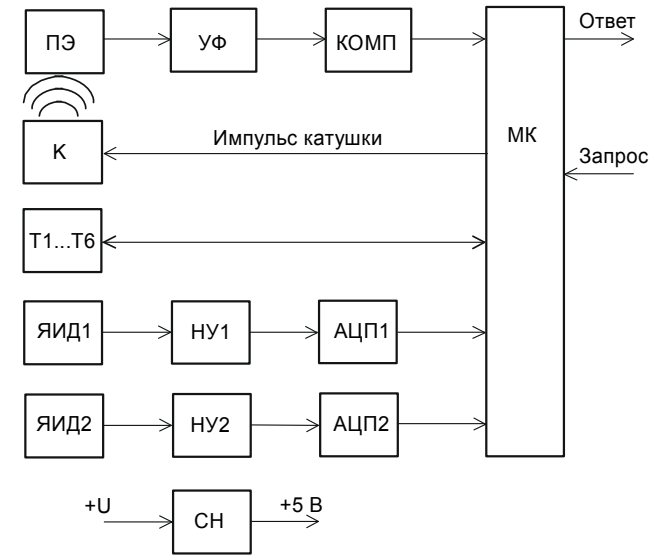 ПЭ
УФ
КОМП
МК
Ответ
К
Импульс катушки
Запрос
Т1...Т6
ЯИД1
НУ1
АЦП1
ЯИД2
НУ2
АЦП2
+U
СН
+5 В